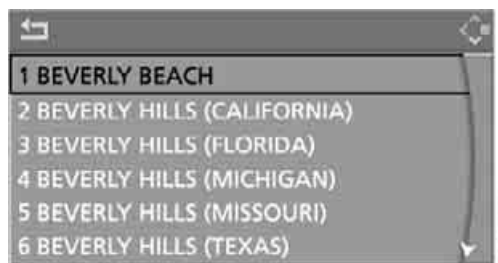 1 BEVERLY BEACH
2 BEVERLY HILLS (CALIFORNIA)
3 BEVERLY HILLS (FLORIDA)
4 BEVERLY HILLS (MICHIGAN)
5 BEVERLY HILLS (MISSOURI)
6 BEVERLY HILLS (TEXAS)